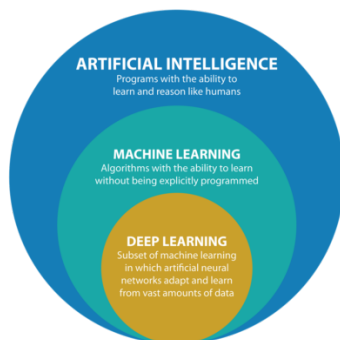 ARTIFICIAL INTELLIGENCE
Programs with the ability to
learn and reason like humans
MACHINE LEARNING
Algorithms with the ability to learn
without being explicitly programmed
DEEP LEARNING
Subset of machine learning
in which artificial neural
networks adapt and learn
from vast amounts of data